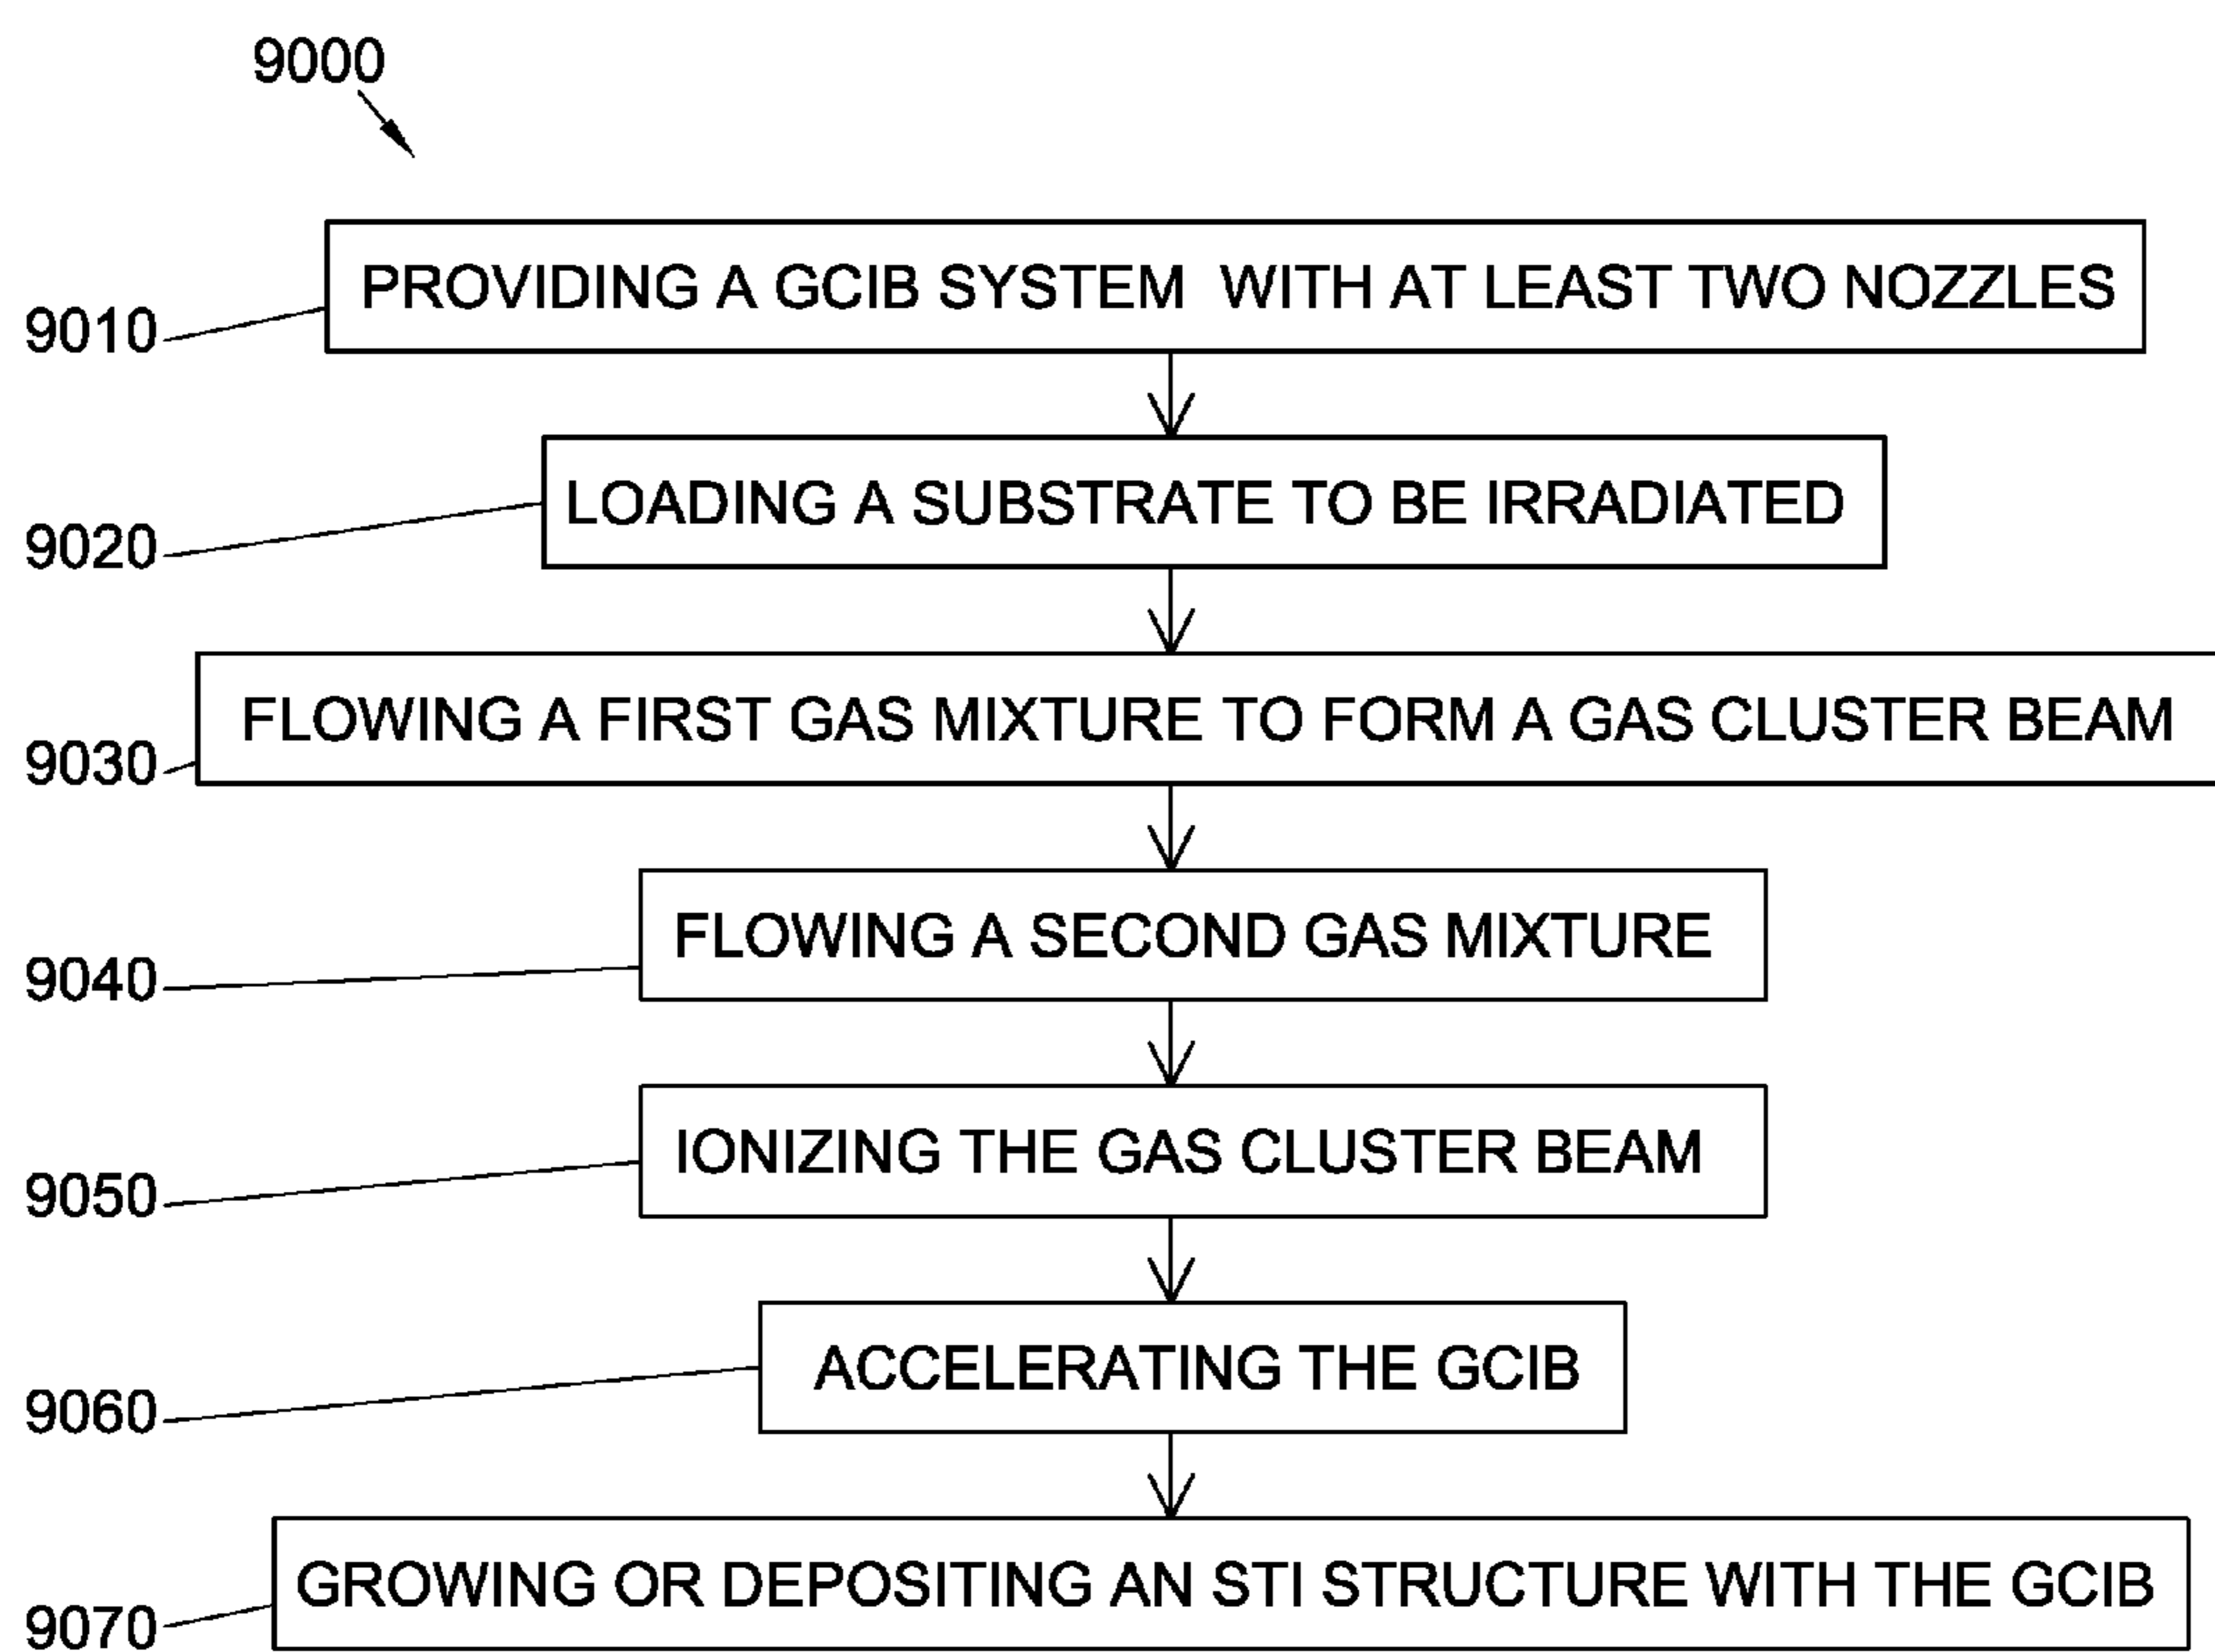 9000
PROVIDING A GCIB SYSTEM WITH AT LEAST TWO NOZZLES
9010
LOADING A SUBSTRATE TO BE IRRADIATED
9020
FLOWING A FIRST GAS MIXTURE TO FORM A GAS CLUSTER BEAM
9030
FLOWING A SECOND GAS MIXTURE
9040
IONIZING THE GAS CLUSTER BEAM
9050
ACCELERATING THE GCIB
9060
GROWING OR DEPOSITING AN STI STRUCTURE WITH THE GCIB
9070